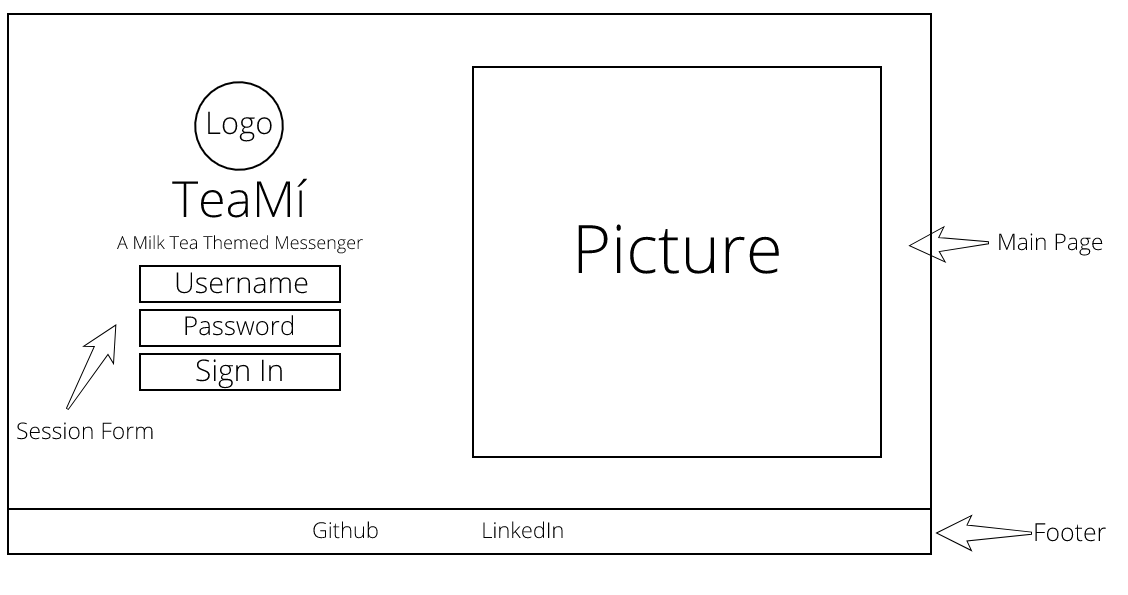 Logo
TeaMí
A Milk Tea Themed Messenger
Username
Password
Sign In
Session Form
Picture
Main Page
Github
LinkedIn
Footer